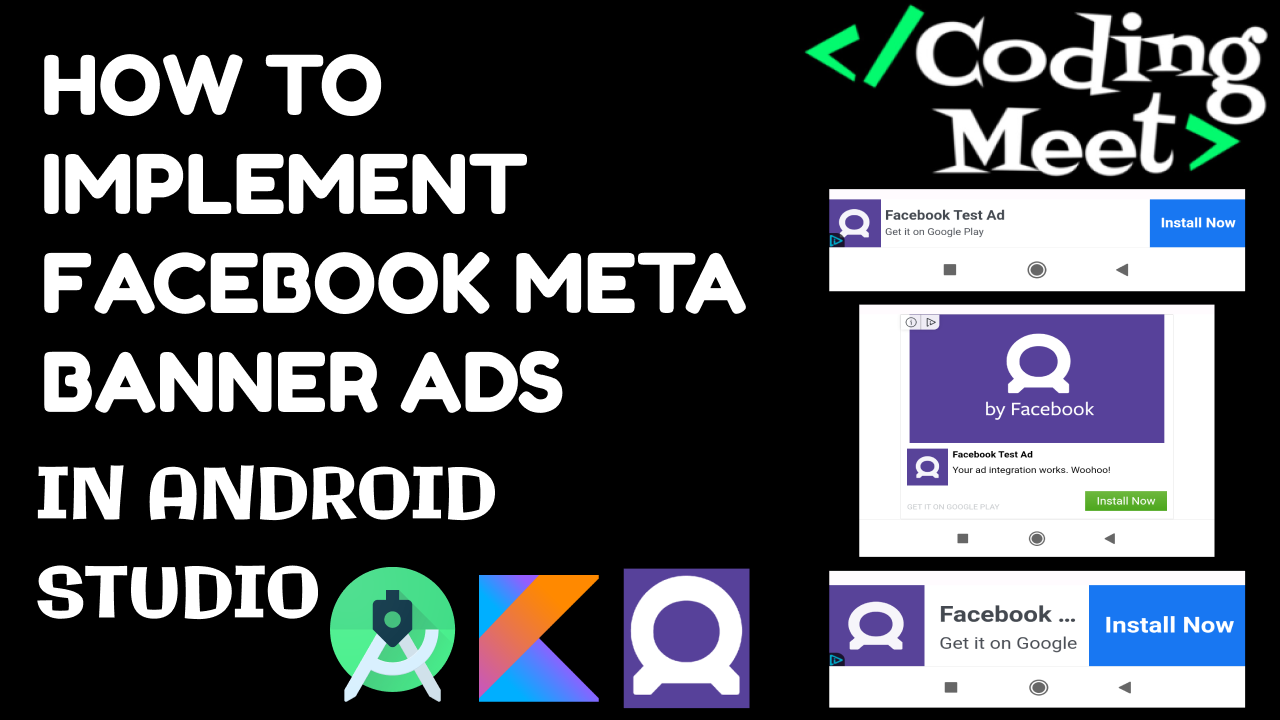 HOW TO
IMPLEMENT
FACEBOOK META
BANNER ADS
IN ANDROID
STUDIO
</Coding
Meet>
Facebook Test Ad
Get it on Google Play
Install Now
by Facebook
Facebook Test Ad
Your ad integration works. Woohoo!
GET IT ON GOOGLE PLAY
Install Now
Facebook ...
Get it on Google
Install Now